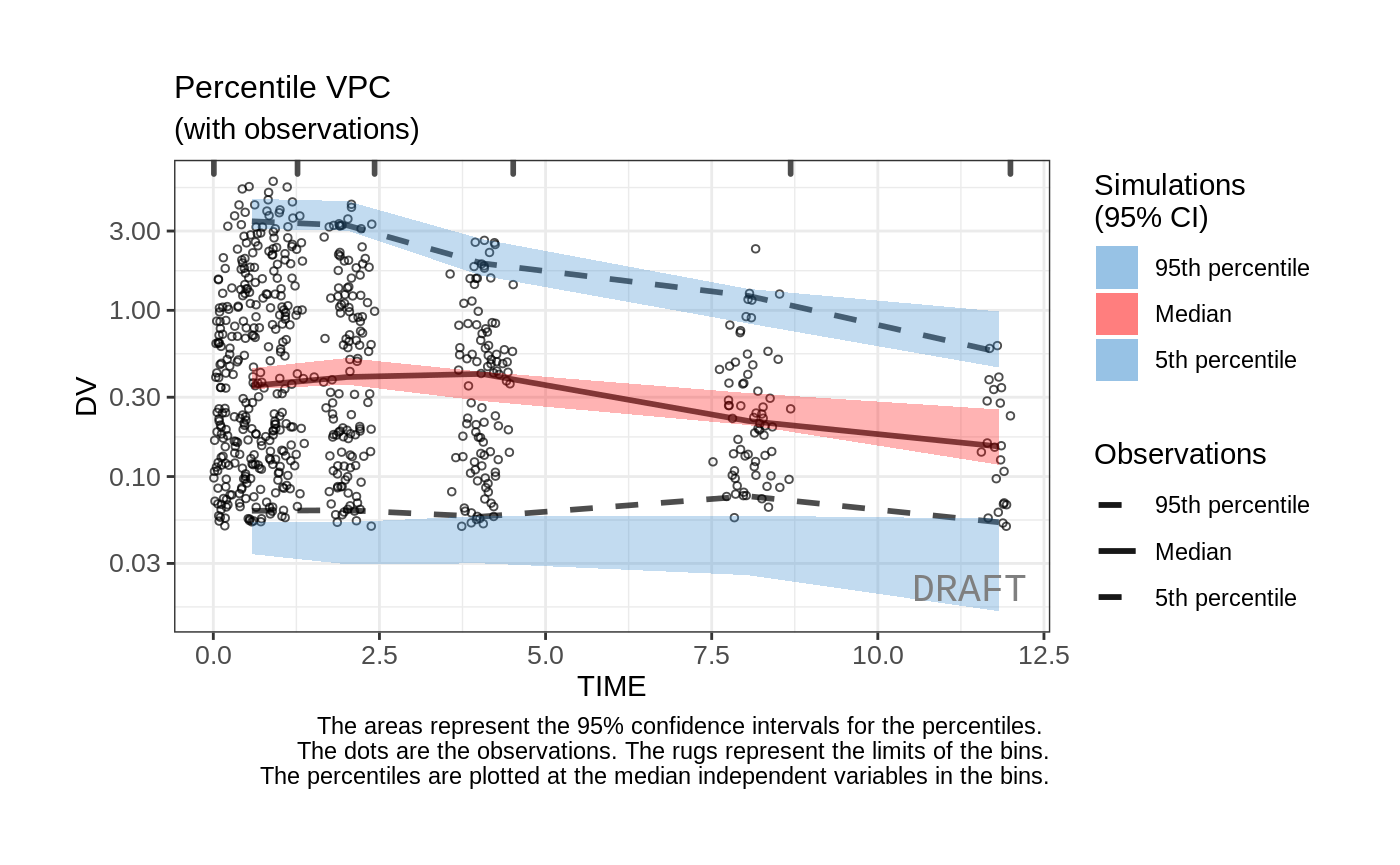 Percentile VPC
(with observations)
DV
3.00
1.00
0.30
0.10
0.03
DRAFT
0.0 2.5 5.0 7.5 10.0 12.5
TIME
Simulations
(95% CI)
95th percentile
Median
5th percentile
Observations
95th percentile
Median
5th percentile
The areas represent the 95% confidence intervals for the percentiles.
The dots are the observations. The rugs represent the limits of the bins.
The percentiles are plotted at the median independent variables in the bins.